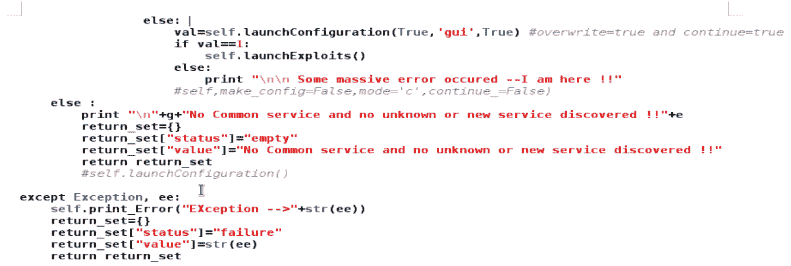 else:
val=self.launchConfiguration(True,'gui',True) #overwrite=true and continue=true
if val==1:
self.launchExploits()
else:
print "\n\n Some massive error occured --I am here !!"
#self,make_config=False,mode='c',continue_=False)
else :
print "\n"+g+"No Common service and no unknown or new service discovered !!"+e
return_set={}
return_set["status"]="empty"
return_set["value"]="No Common service and no unknown or new service discovered !!"
return return_set
#self.launchConfiguration()
except Exception, ee:
self.print_Error("EXception -->"+str(ee))
return_set={}
return_set["status"]="failure"
return_set["value"]=str(ee)
return return_set